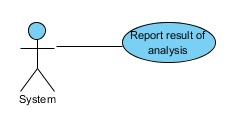 Report result of
analysis
System